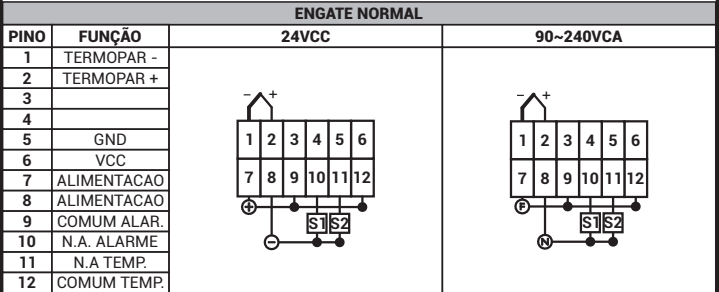 ENGATE NORMAL
PINO FUNÇÃO 24VCC 90~240VCA
1 TERMOPAR -
2 TERMOPAR +
3
4
5 GND
6 VCC
7 ALIMENTACAO
8 ALIMENTACAO
9 COMUM ALAR.
10 N.A. ALARME
11 N.A TEMP.
12 COMUM TEMP.
- +
1 2 3 4 5 6
7 8 9 10 11 12
+
S1 S2
-
- +
1 2 3 4 5 6
7 8 9 10 11 12
F
S1 S2
N